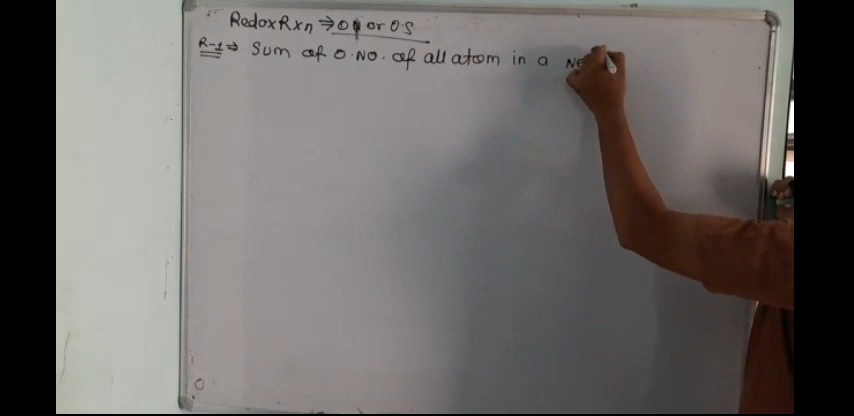 Redox Rxn ⇒ O N or O.S
R-1 ⇒ Sum of O.NO. of all atom in a Ne